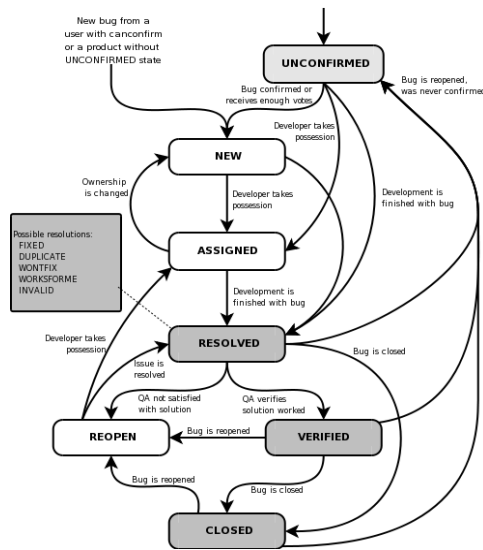 New bug from a
user with canconfirm
or a product without
UNCONFIRMED state
UNCONFIRMED
Bug is reopened,
was never confirmed
Bug confirmed or
receives enough votes
Developer takes
possession
NEW
Ownership
is changed
Developer takes
possession
Development is
finished with bug
Possible resolutions:
FIXED
DUPLICATE
WONTFIX
WORKSFORME
INVALID
ASSIGNED
Development is
finished with bug
Developer takes
possession
RESOLVED
Issue is
resolved
Bug is closed
QA not satisfied
with solution
QA verifies
solution worked
REOPEN
Bug is reopened
VERIFIED
Bug is reopened
Bug is closed
CLOSED